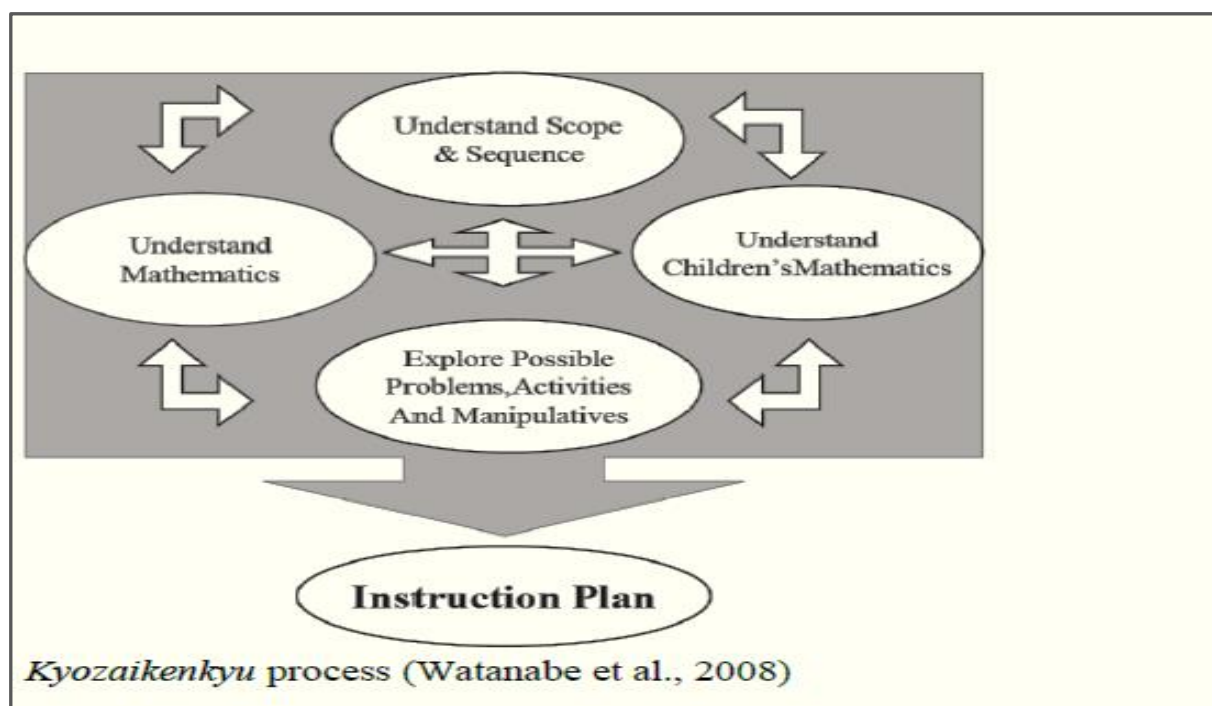 Understand Scope
& Sequence
Understand
Mathematics
Understand
Children'sMathematics
Explore Possible
Problems,Activities
And Manipulatives
Instruction Plan
Kyozaikenkyu process (Watanabe et al., 2008)